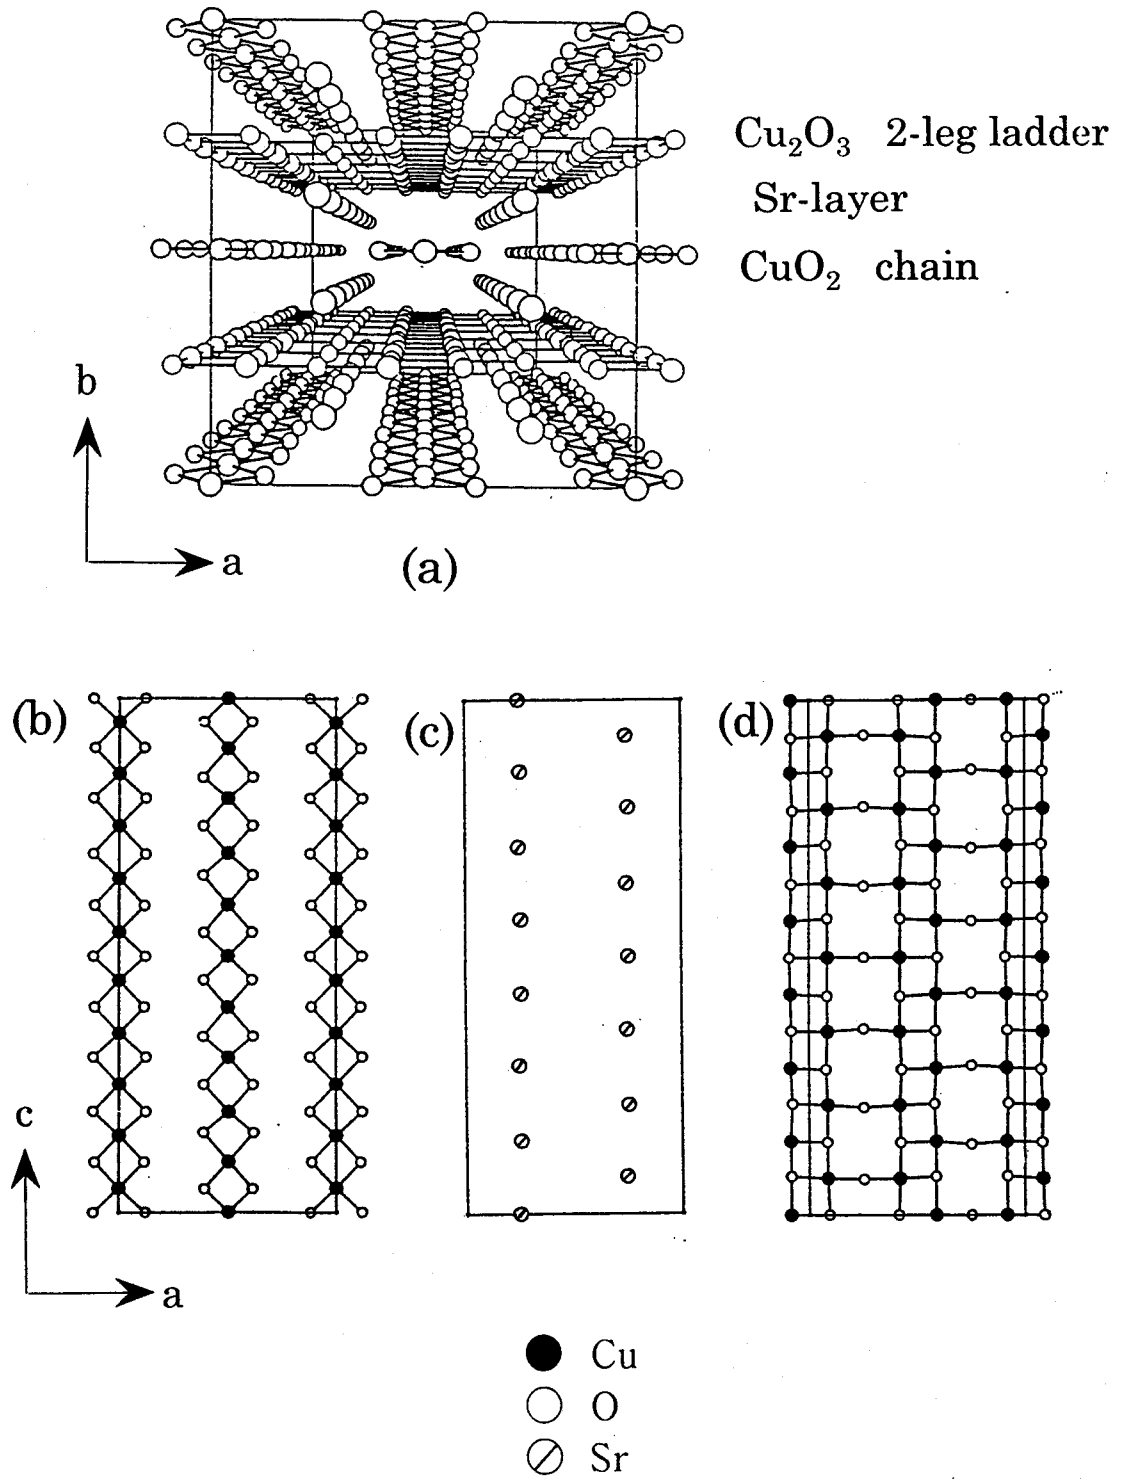 Cu₂O₃ 2-leg ladder
Sr-layer
CuO₂ chain
b
a
(a)
(b)
(c)
(d)
c
a
Cu
O
Sr